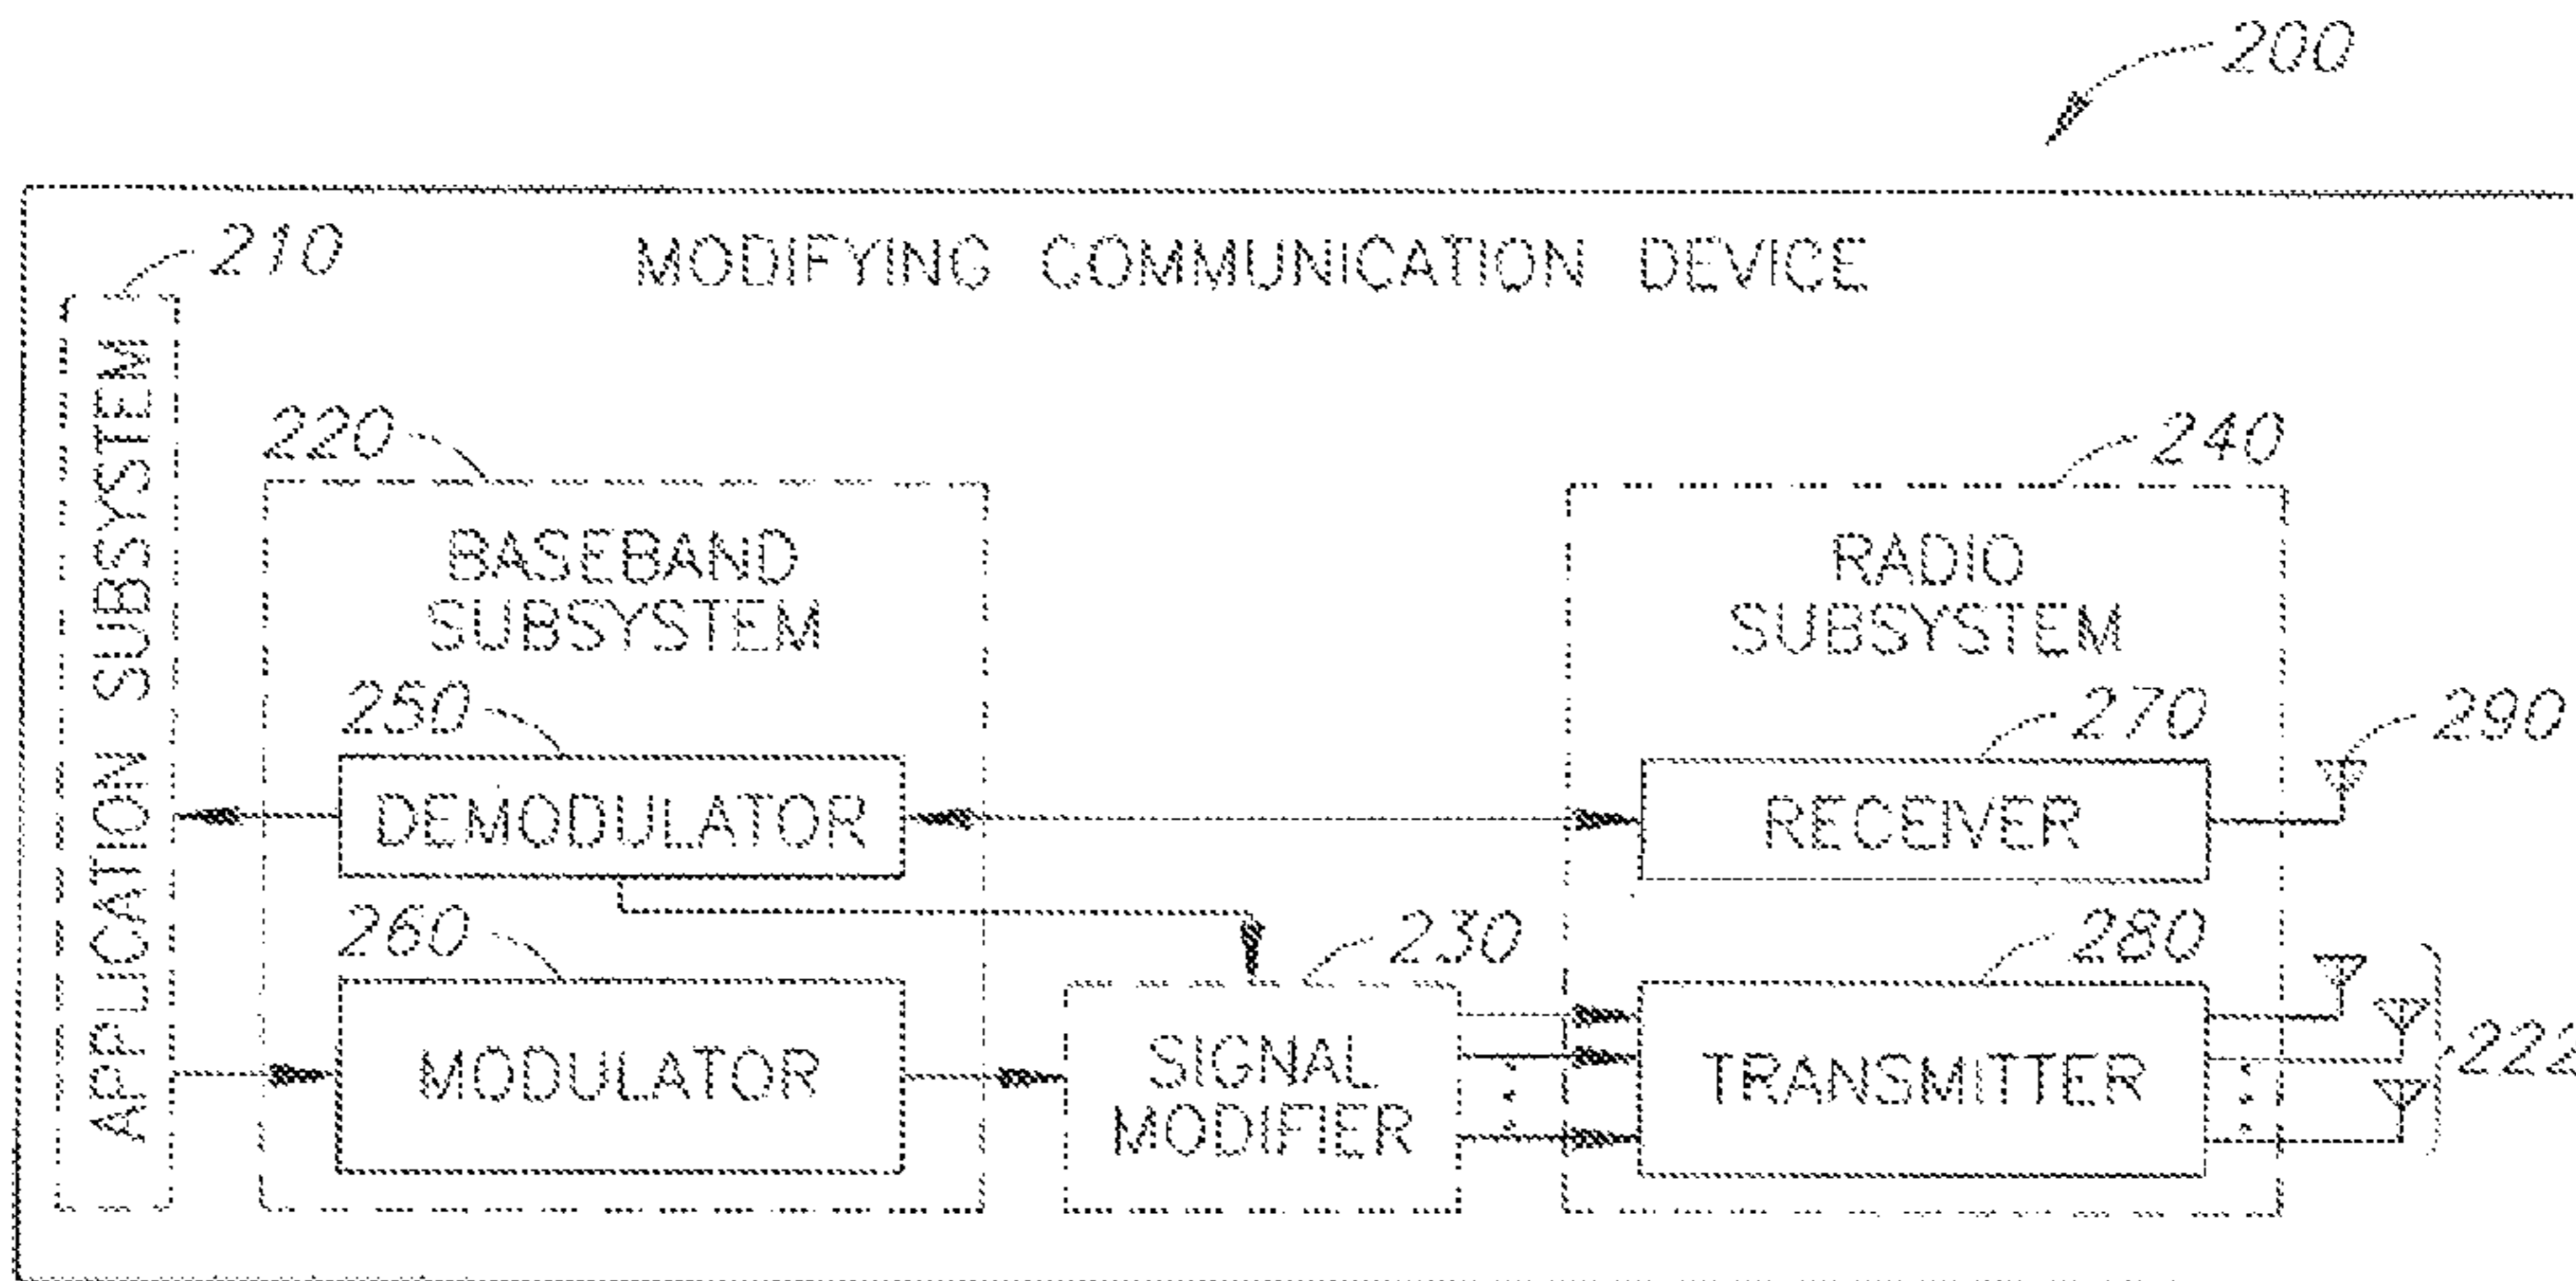 200
210
MODIFYING COMMUNICATION DEVICE
APPLICATION SUBSYSTEM
220
240
BASEBAND
SUBSYSTEM
RADIO
SUBSYSTEM
250
270
290
DEMODULATOR
RECEIVER
260
230
280
MODULATOR
SIGNAL
MODIFIER
TRANSMITTER
222